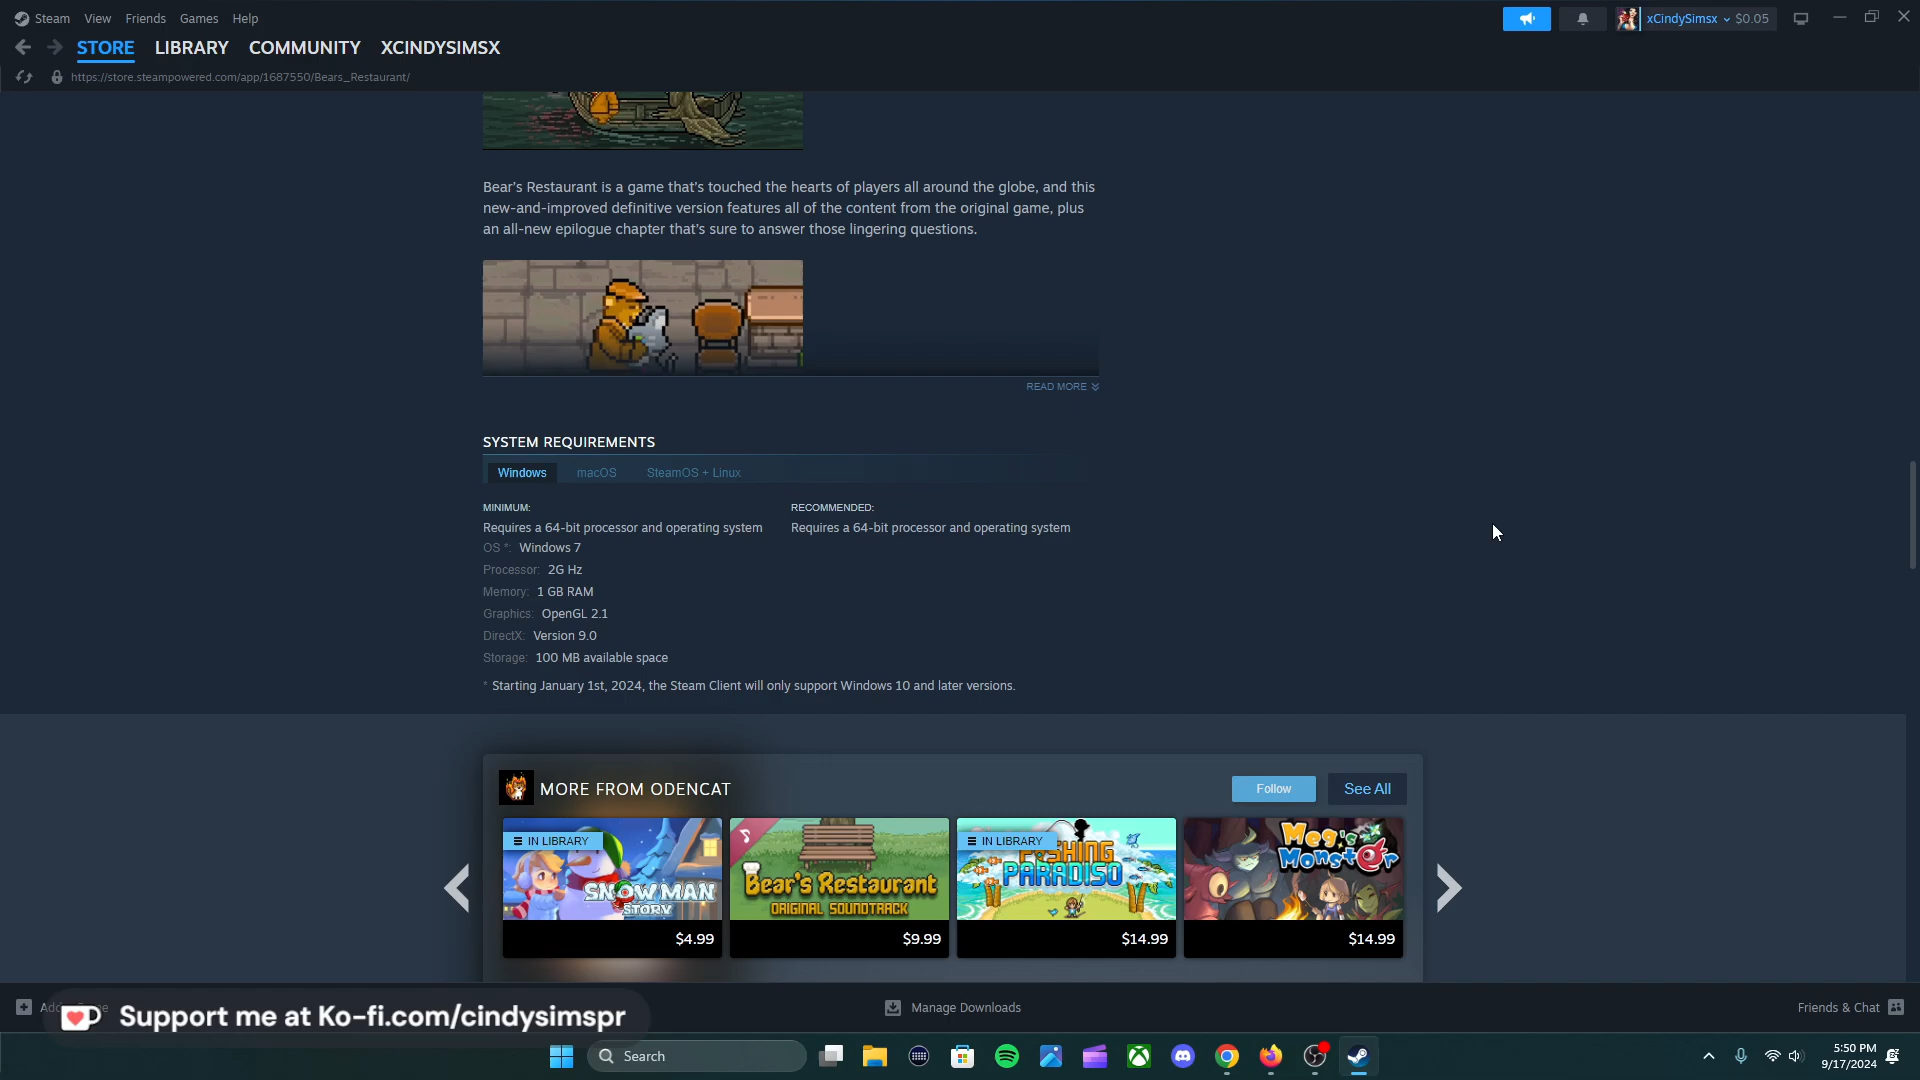 Steam View Friends Games Help
xCindySimsx $0.05
STORE LIBRARY COMMUNITY XCINDYSIMSX
https://store.steampowered.com/app/1687550/Bears_Restaurant/
Bear's Restaurant is a game that's touched the hearts of players all around the globe, and this
new-and-improved definitive version features all of the content from the original game, plus
an all-new epilogue chapter that's sure to answer those lingering questions.
READ MORE
SYSTEM REQUIREMENTS
Windows macOS SteamOS + Linux
MINIMUM: RECOMMENDED:
Requires a 64-bit processor and operating system Requires a 64-bit processor and operating system
OS *: Windows 7
Processor: 2G Hz
Memory: 1 GB RAM
Graphics: OpenGL 2.1
DirectX: Version 9.0
Storage: 100 MB available space
* Starting January 1st, 2024, the Steam Client will only support Windows 10 and later versions.
MORE FROM ODENCAT
Follow See All
IN LIBRARY
SNOWMAN
STORY
Bear's Restaurant
ORIGINAL SOUNDTRACK
IN LIBRARY
FISHING
PARADISO
Meg's
Monster
$4.99 $9.99 $14.99 $14.99
Support me at Ko-fi.com/cindysimspr
Manage Downloads
Friends & Chat
Search
5:50 PM
9/17/2024